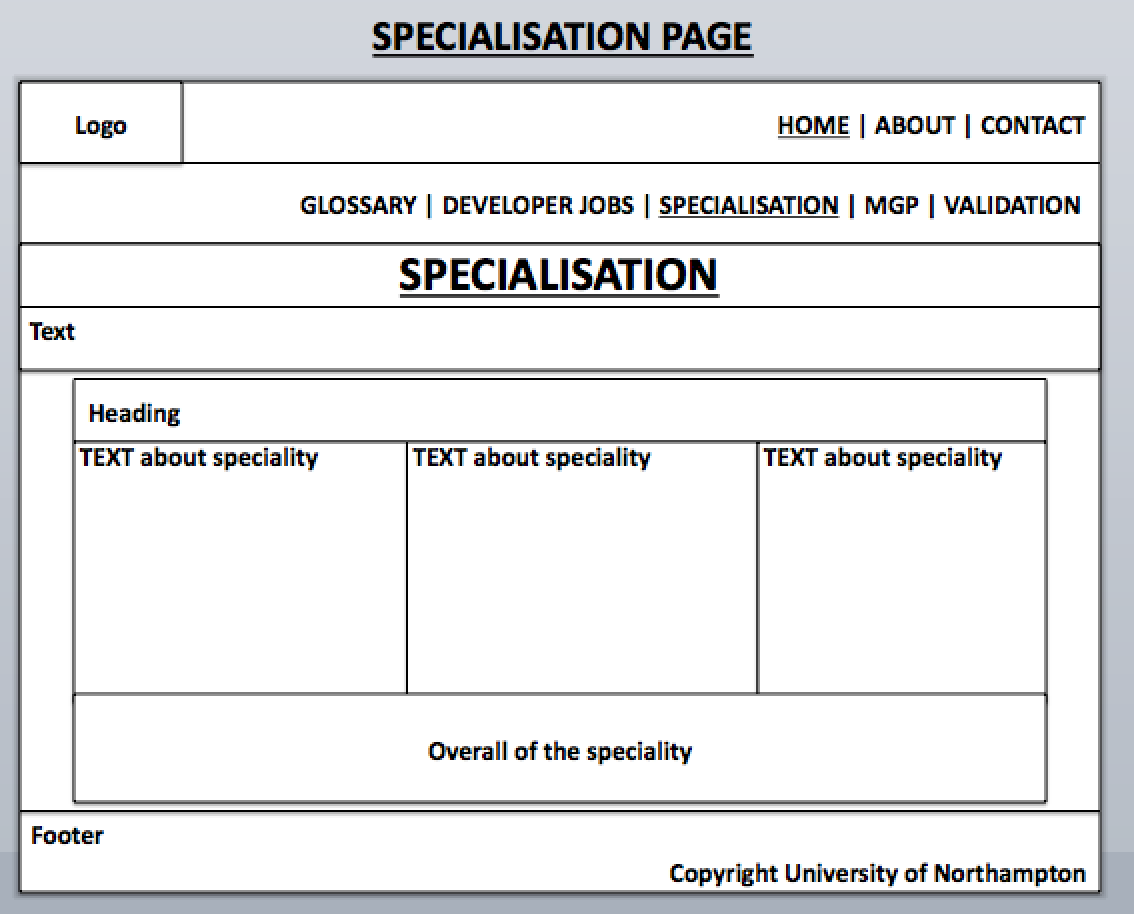 SPECIALISATION PAGE
Logo
HOME | ABOUT | CONTACT
GLOSSARY | DEVELOPER JOBS | SPECIALISATION | MGP | VALIDATION
SPECIALISATION
Text
Heading
TEXT about speciality
TEXT about speciality
TEXT about speciality
Overall of the speciality
Footer
Copyright University of Northampton